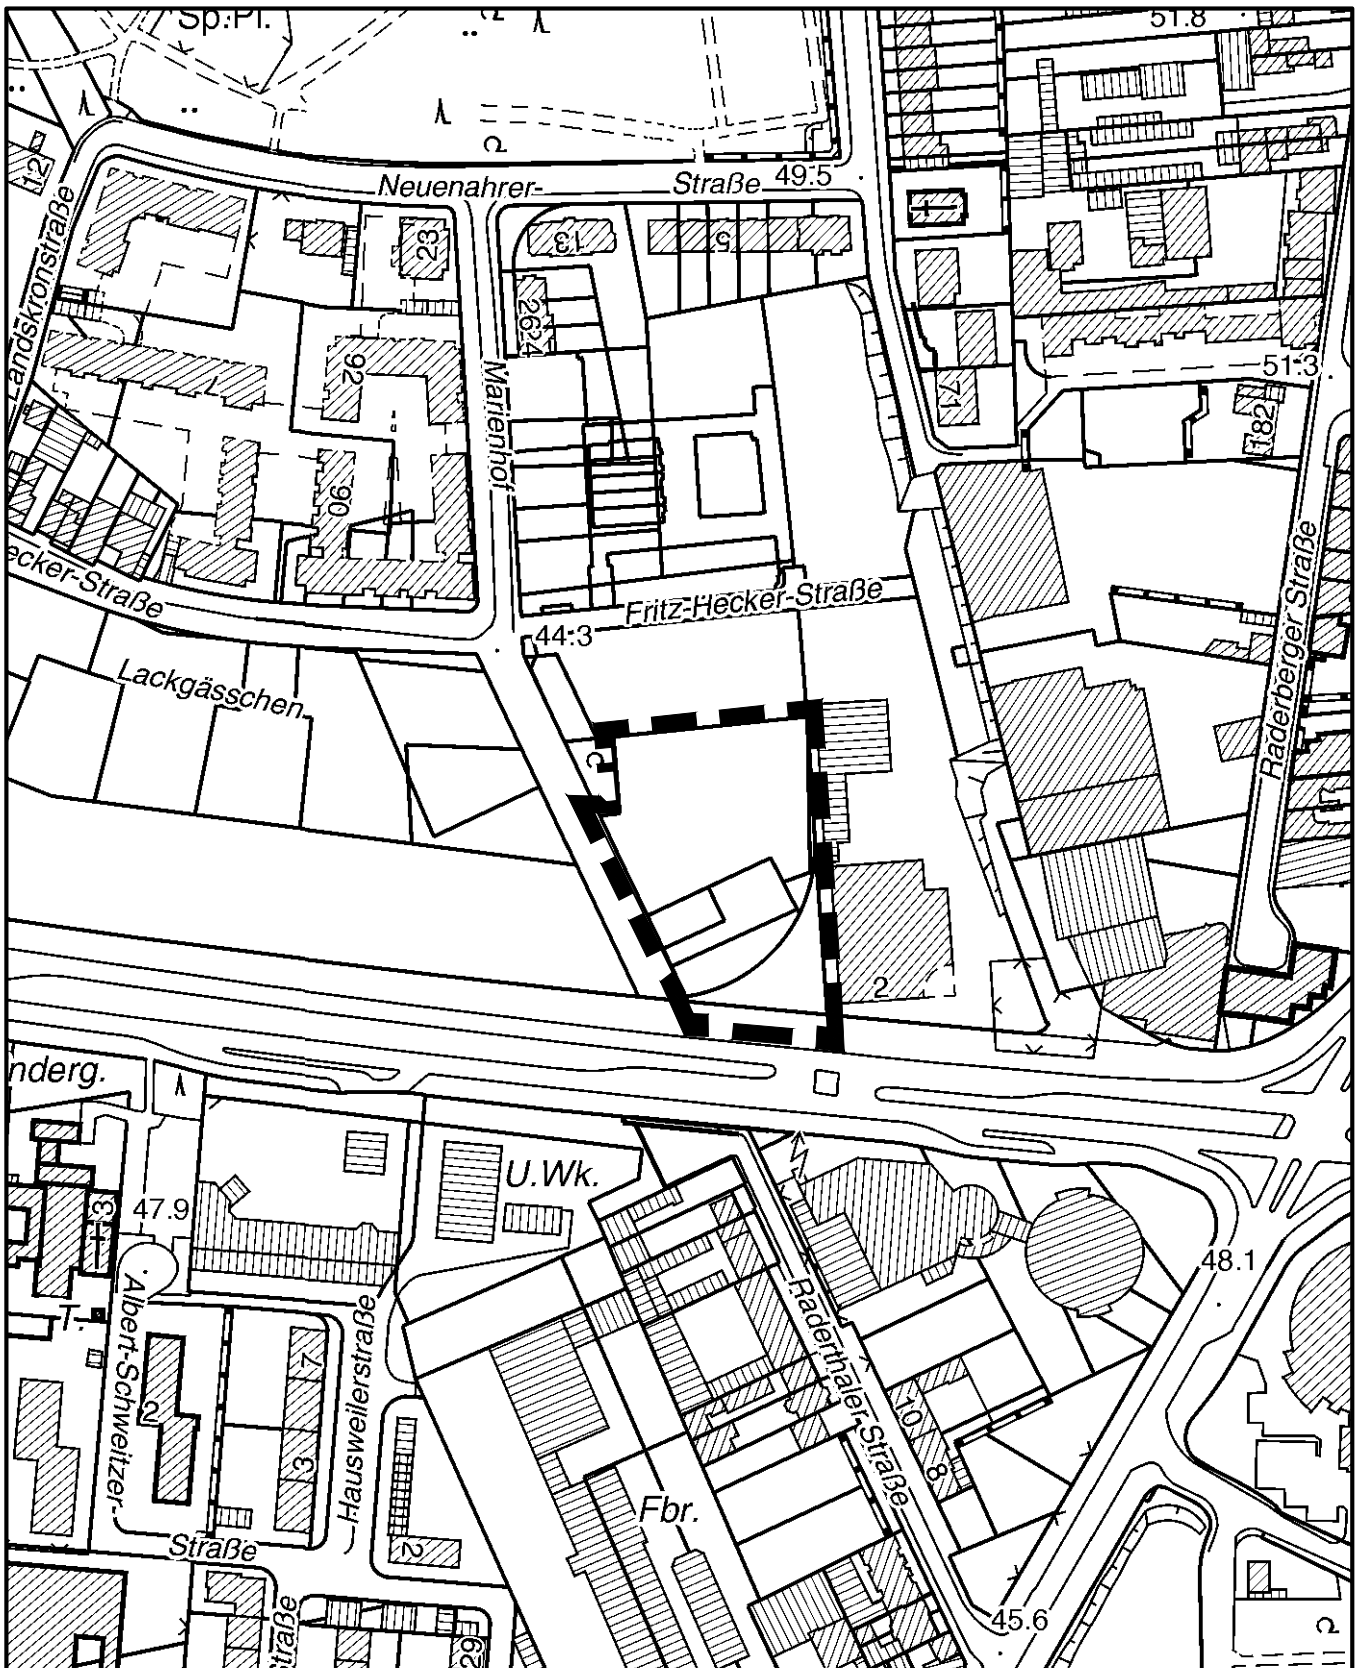 Sp.Pl.
51.8
12
Neuenahrer-
Straße
49.5
Landskronstraße
23
13
5
2624
92
Marienhof
71
51.3
182
90
ecker-Straße
Fritz-Hecker-Straße
44.3
Lackgässchen
Raderberger Straße
2
nderg.
U.Wk.
47.9
3
48.1
T.
Albert-Schweitzer-
Straße
2
7
3
Hausweilerstraße
2
Raderthaler Straße
10
8
Fbr.
45.6
traße
29